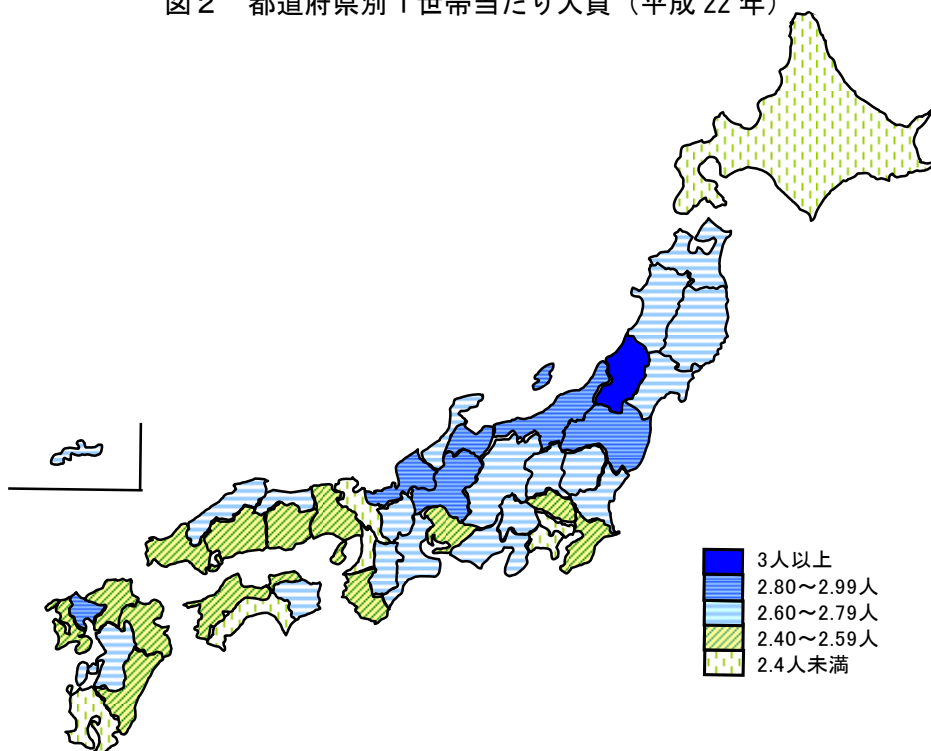 図２　都道府県別１世帯当たり人員（平成 22 年）
3人以上
2.80～2.99人
2.60～2.79人
2.40～2.59人
2.4人未満